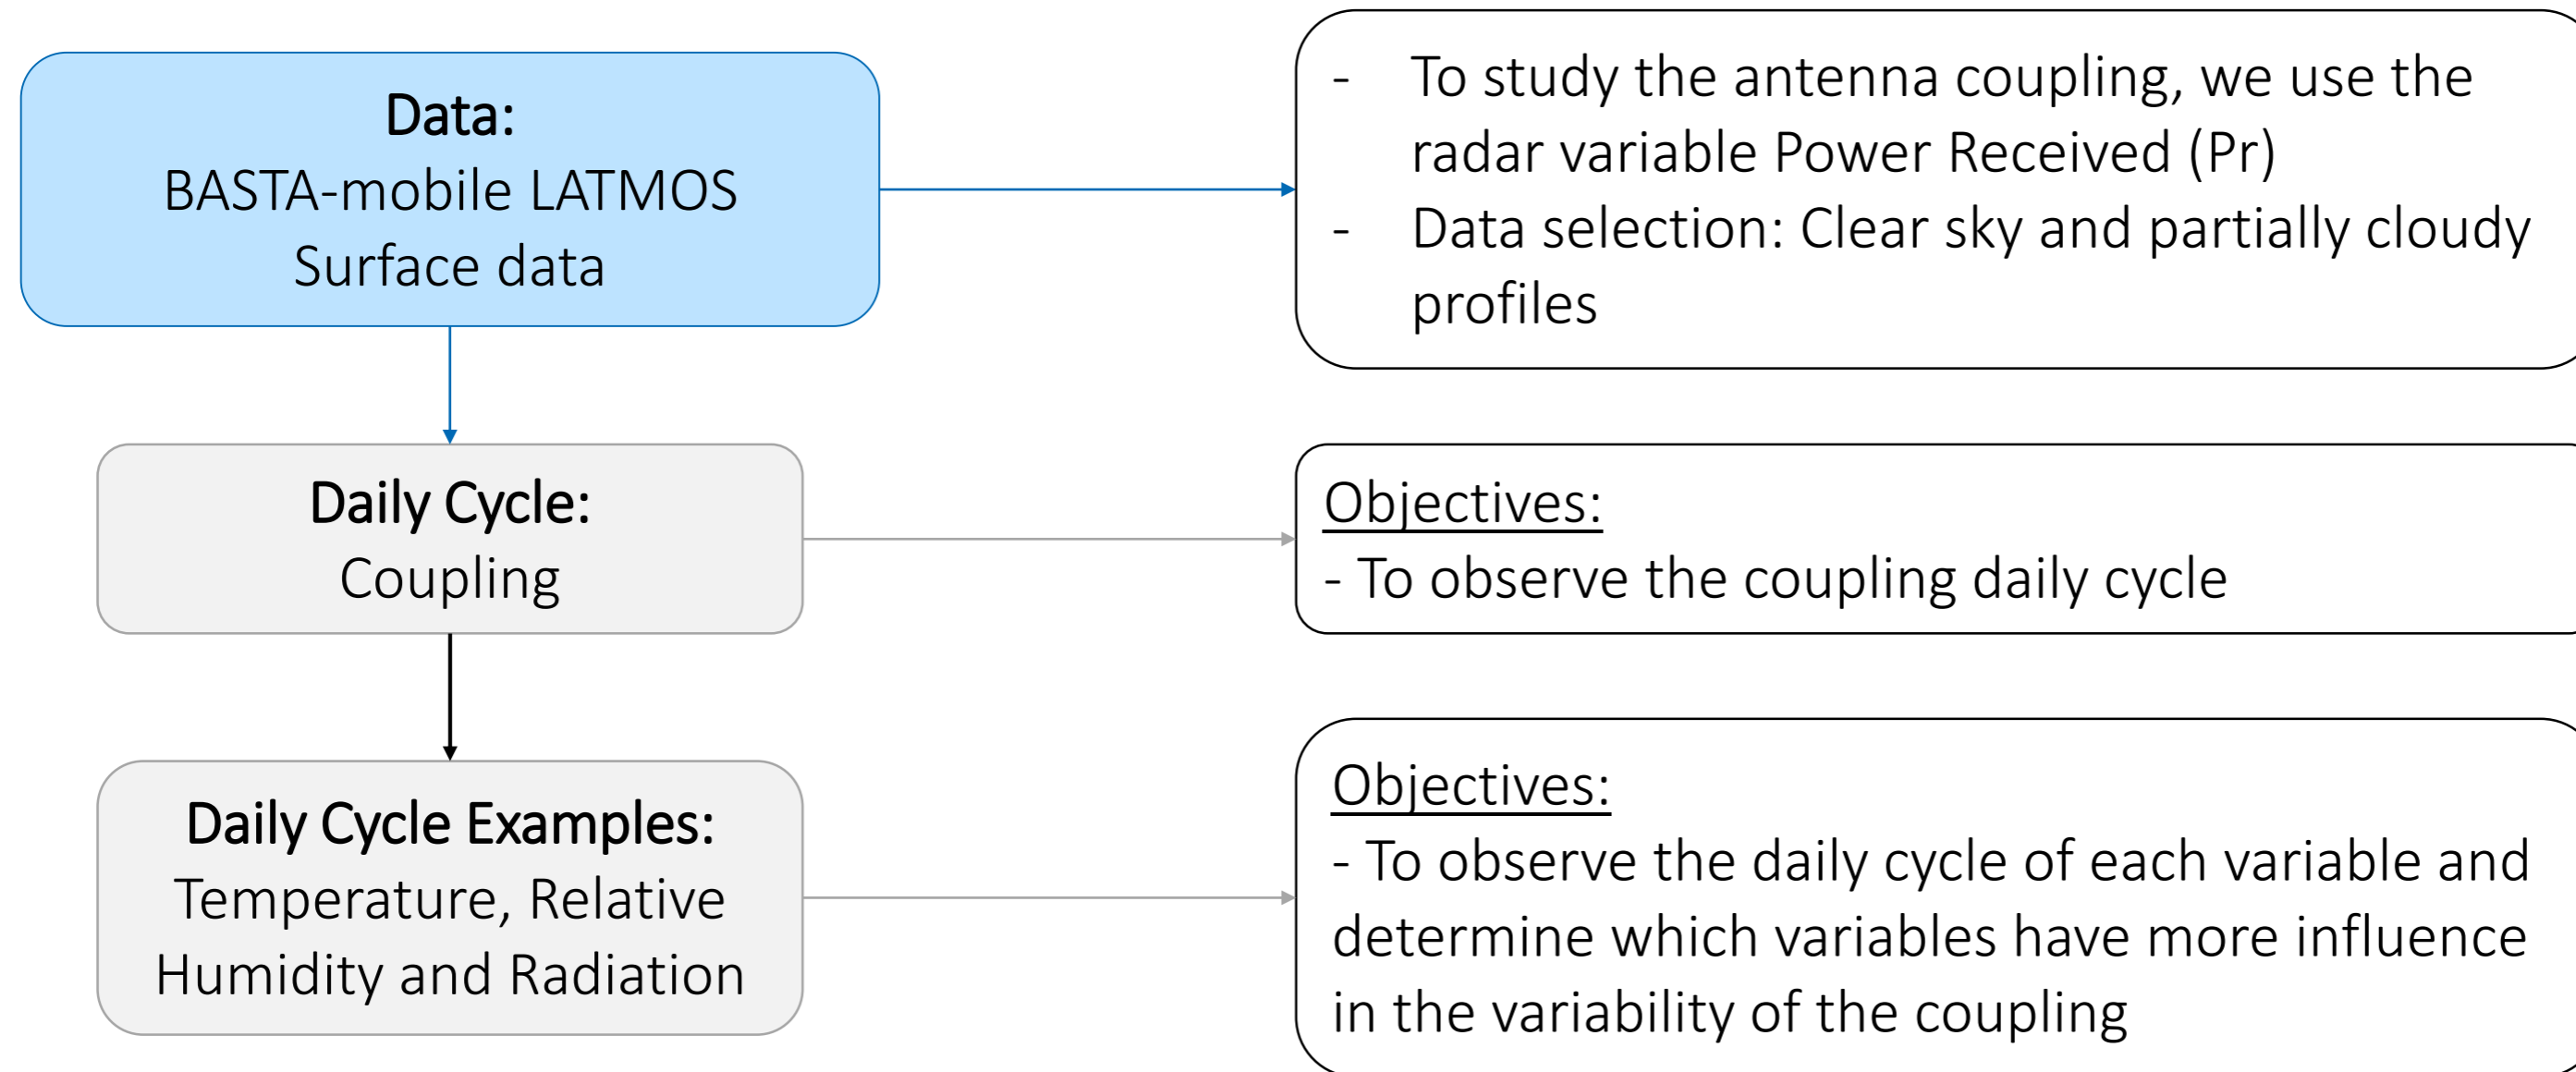 Data:
BASTA-mobile LATMOS
Surface data
- To study the antenna coupling, we use the
radar variable Power Received (Pr)
- Data selection: Clear sky and partially cloudy
profiles
Daily Cycle:
Coupling
Objectives:
- To observe the coupling daily cycle
Daily Cycle Examples:
Temperature, Relative
Humidity and Radiation
Objectives:
- To observe the daily cycle of each variable and
determine which variables have more influence
in the variability of the coupling